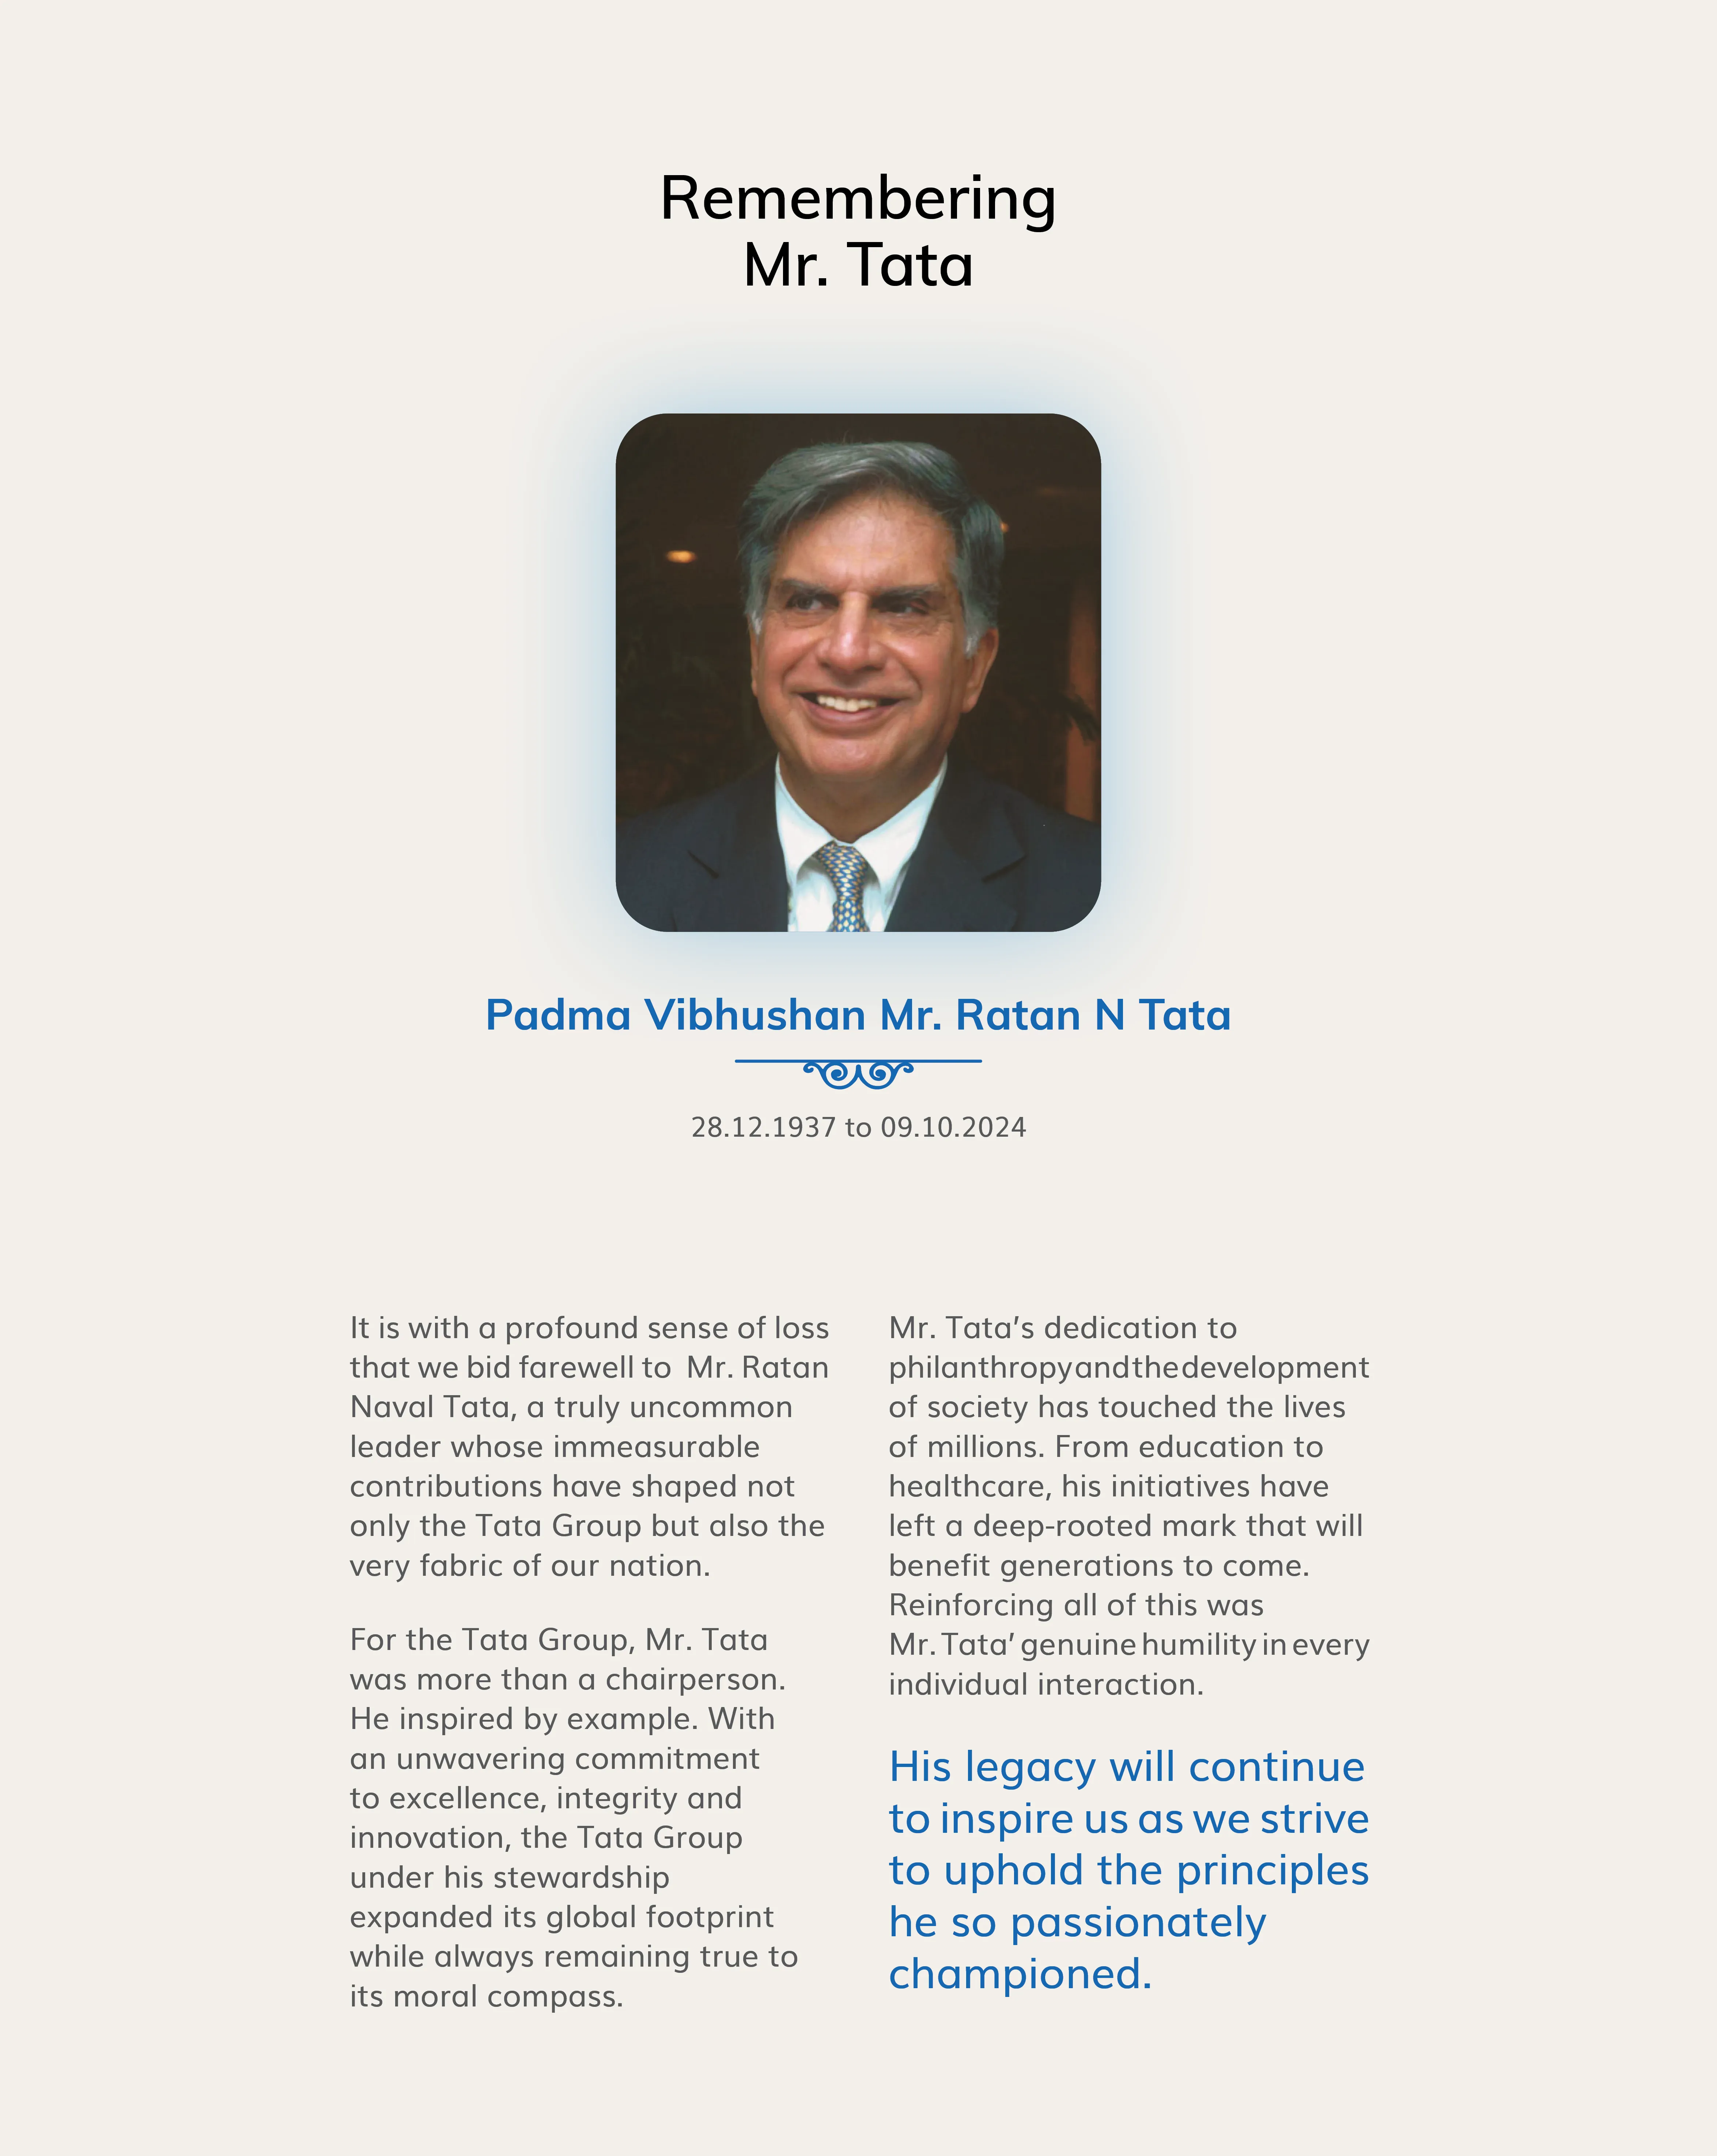 Remembering
Mr. Tata
Padma Vibhushan Mr. Ratan N Tata
28.12.1937 to 09.10.2024
It is with a profound sense of loss
that we bid farewell to  Mr. Ratan
Naval Tata, a truly uncommon
leader whose immeasurable
contributions have shaped not
only the Tata Group but also the
very fabric of our nation.
For the Tata Group, Mr. Tata
was more than a chairperson.
He inspired by example. With
an unwavering commitment
to excellence, integrity and
innovation, the Tata Group
under his stewardship
expanded its global footprint
while always remaining true to
its moral compass.
Mr. Tata’s dedication to
philanthropy and the development
of society has touched the lives
of millions. From education to
healthcare, his initiatives have
left a deep-rooted mark that will
benefit generations to come.
Reinforcing all of this was
Mr. Tata’ genuine humility in every
individual interaction.
His legacy will continue
to inspire us as we strive
to uphold the principles
he so passionately
championed.